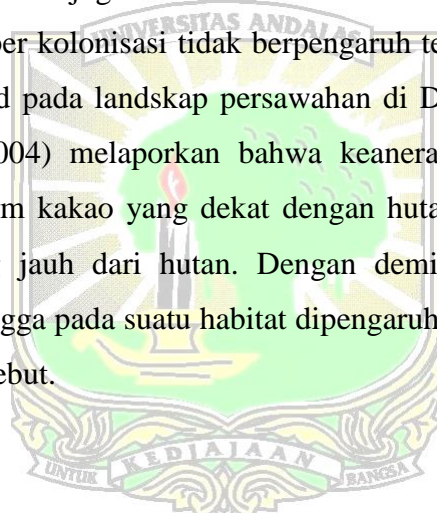 UNIVERSITAS ANDALAS
ber kolonisasi tidak berpengaruh te
d pada landskap persawahan di D
004) melaporkan bahwa keanera
m kakao yang dekat dengan huta
jauh dari hutan. Dengan demi
ngga pada suatu habitat dipengaruh
ebut.
UNTUK KEDJAJAAN BANGSA